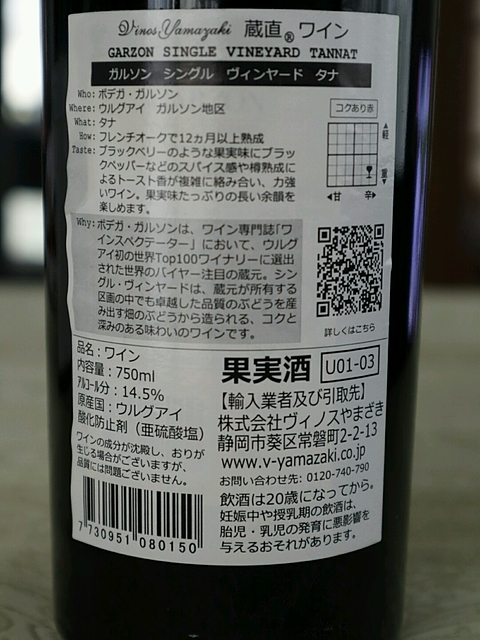 Vinos Yamazaki 蔵直®ワイン
GARZON SINGLE VINEYARD TANNAT
ガルソン シングル ヴィンヤード タナ
Who: ボデガ・ガルソン
Where: ウルグアイ ガルソン地区
What: タナ
How: フレンチオークで12ヵ月以上熟成
Taste: ブラックベリーのような果実味にブラッ
クペッパーなどのスパイス感や樽熟成に
よるトースト香が複雑に絡み合い、力強
いワイン。果実味たっぷりの長い余韻を
楽しめます。
コクあり赤
▲軽
重▼
◀甘 辛▶
Why: ボデガ・ガルソンは、ワイン専門誌「ワ
インスペクテーター」において、ウルグ
アイ初の世界Top100ワイナリーに選出
された世界のバイヤー注目の蔵元。シン
グル・ヴィンヤードは、蔵元が所有する
区画の中でも卓越した品質のぶどうを産
み出す畑のぶどうから造られる、コクと
深みのある味わいのワインです。
詳しくはこちら
品名：ワイン
内容量：750ml
アルコール分：14.5%
原産国：ウルグアイ
酸化防止剤（亜硫酸塩）
ワインの成分が沈殿し、おりが
生じる場合がございますが、
品質には問題ございません。
7 730951 080150
果実酒 U01-03
【輸入業者及び引取先】
株式会社ヴィノスやまざき
静岡市葵区常磐町2-2-13
www.v-yamazaki.co.jp
お問い合わせ先: 0120-740-790
飲酒は20歳になってから。
妊娠中や授乳期の飲酒は、
胎児・乳児の発育に悪影響を
与えるおそれがあります。